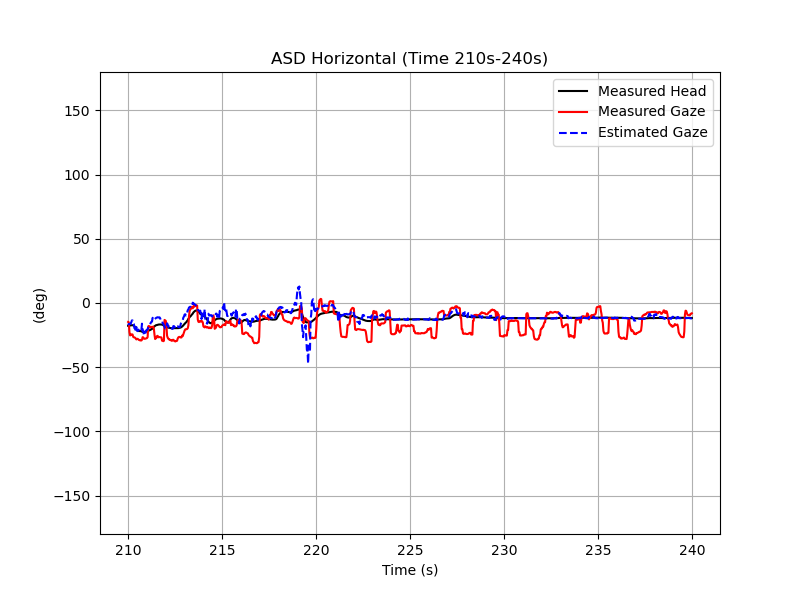 ASD Horizontal (Time 210s-240s)
Measured Head
Measured Gaze
Estimated Gaze
150
100
50
0
−50
−100
−150
(deg)
210 215 220 225 230 235 240
Time (s)